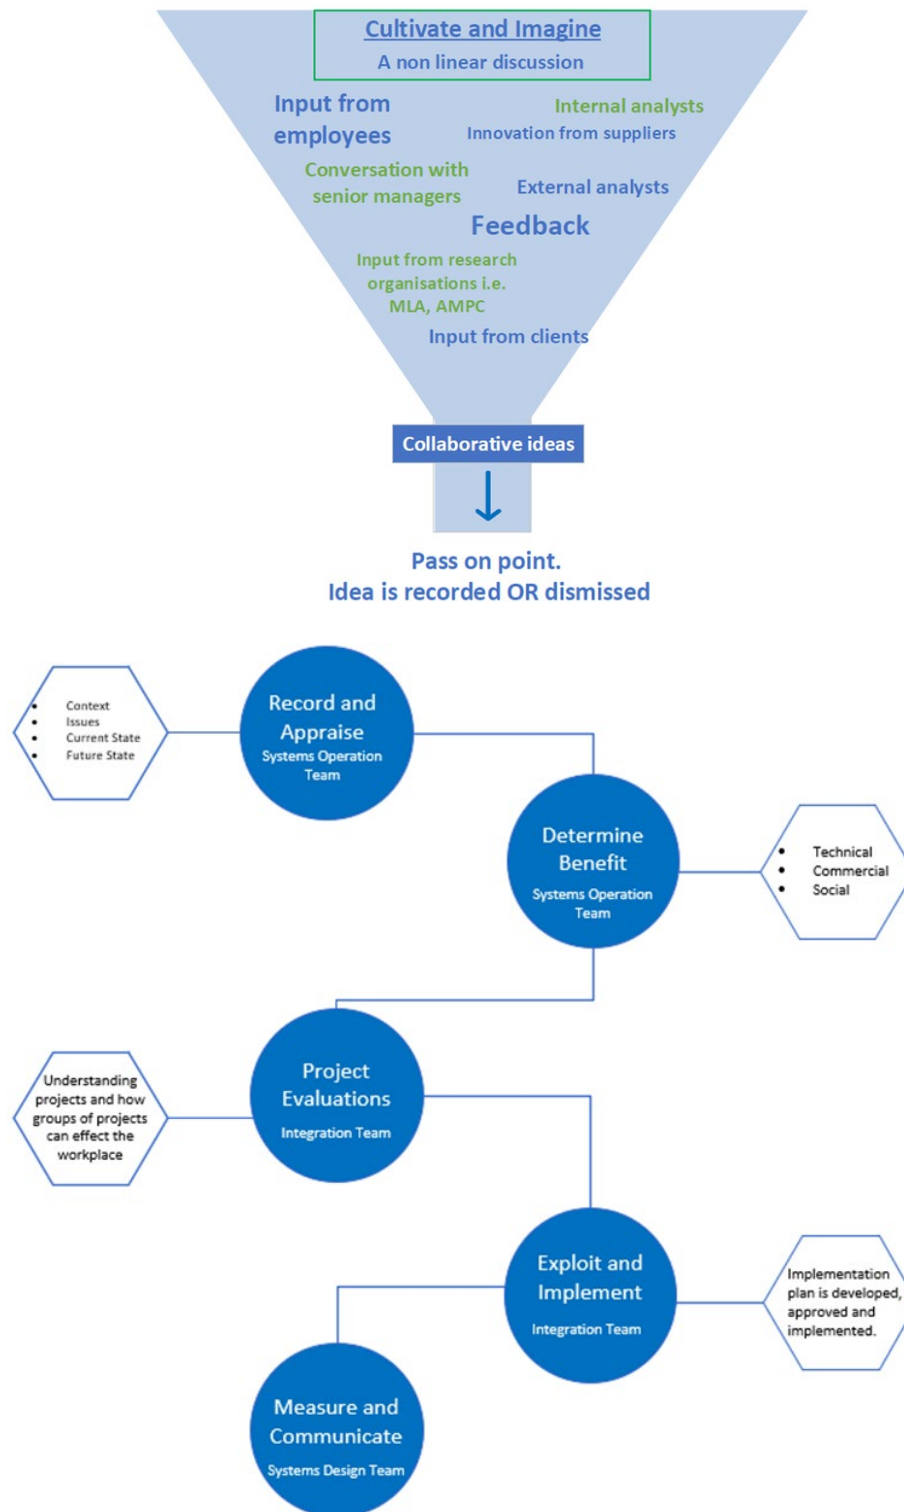 Cultivate and Imagine
A non linear discussion
Input from
employees
Internal analysts
Innovation from suppliers
Conversation with
senior managers
External analysts
Feedback
Input from research
organisations i.e.
MLA, AMPC
Input from clients
Collaborative ideas
Pass on point.
Idea is recorded OR dismissed
• Context
• Issues
• Current State
• Future State
Record and
Appraise
Systems Operation
Team
Determine
Benefit
Systems Operation
Team
• Technical
• Commercial
• Social
Understanding
projects and how
groups of projects
can effect the
workplace
Project
Evaluations
Integration Team
Exploit and
Implement
Integration Team
Implementation
plan is developed,
approved and
implemented.
Measure and
Communicate
Systems Design Team